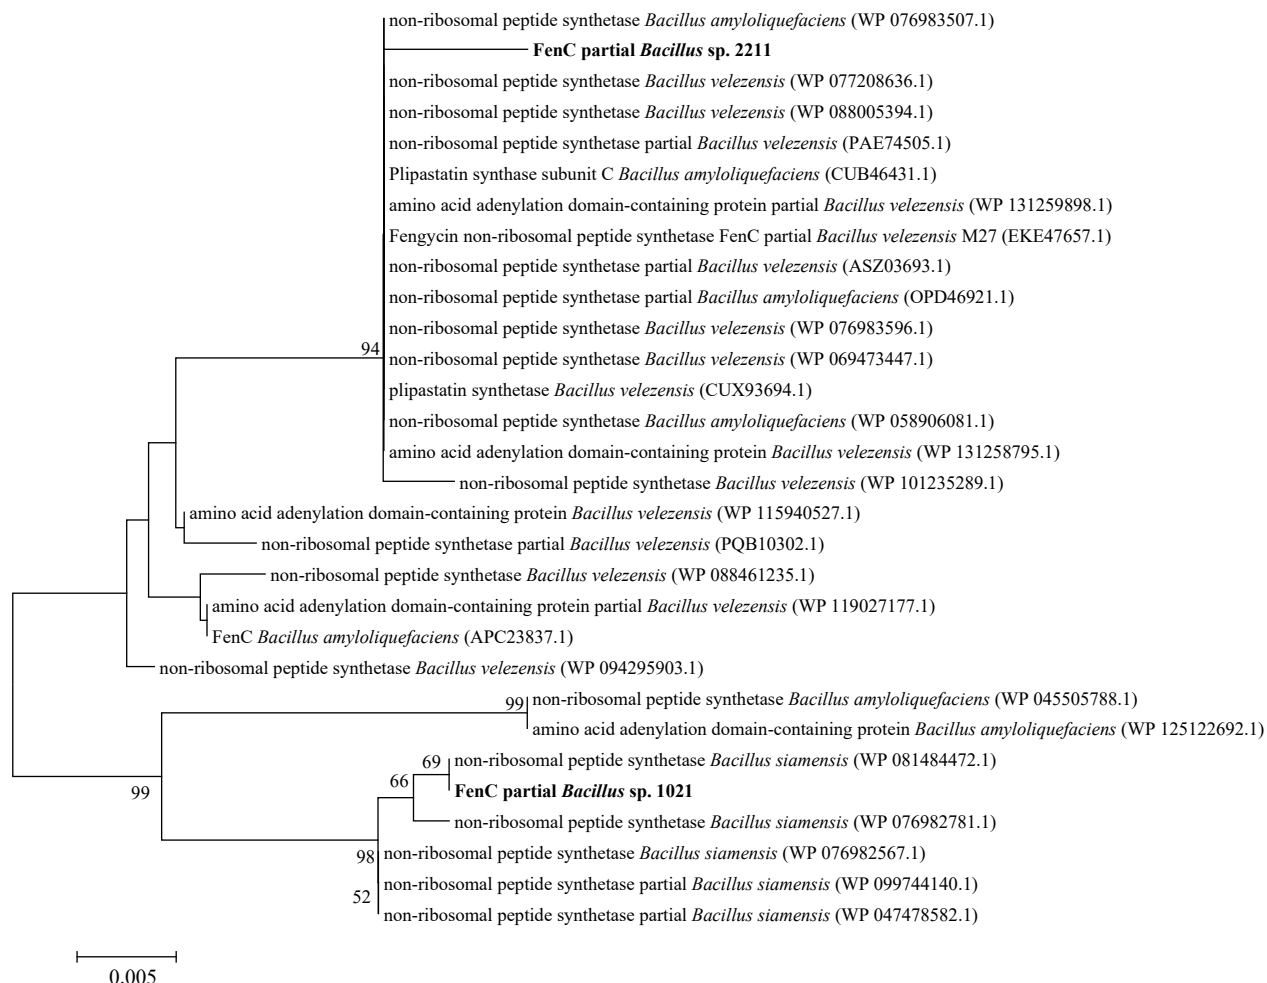 non-ribosomal peptide synthetase Bacillus amyloliquefaciens (WP 076983507.1)
FenC partial Bacillus sp. 2211
non-ribosomal peptide synthetase Bacillus velezensis (WP 077208636.1)
non-ribosomal peptide synthetase Bacillus velezensis (WP 088005394.1)
non-ribosomal peptide synthetase partial Bacillus velezensis (PAE74505.1)
Plipastatin synthase subunit C Bacillus amyloliquefaciens (CUB46431.1)
amino acid adenylation domain-containing protein partial Bacillus velezensis (WP 131259898.1)
Fengycin non-ribosomal peptide synthetase FenC partial Bacillus velezensis M27 (EKE47657.1)
non-ribosomal peptide synthetase partial Bacillus velezensis (ASZ03693.1)
non-ribosomal peptide synthetase partial Bacillus amyloliquefaciens (OPD46921.1)
non-ribosomal peptide synthetase Bacillus velezensis (WP 076983596.1)
94
non-ribosomal peptide synthetase Bacillus velezensis (WP 069473447.1)
plipastatin synthetase Bacillus velezensis (CUX93694.1)
non-ribosomal peptide synthetase Bacillus amyloliquefaciens (WP 058906081.1)
amino acid adenylation domain-containing protein Bacillus velezensis (WP 131258795.1)
non-ribosomal peptide synthetase Bacillus velezensis (WP 101235289.1)
amino acid adenylation domain-containing protein Bacillus velezensis (WP 115940527.1)
non-ribosomal peptide synthetase partial Bacillus velezensis (PQB10302.1)
non-ribosomal peptide synthetase Bacillus velezensis (WP 088461235.1)
amino acid adenylation domain-containing protein partial Bacillus velezensis (WP 119027177.1)
FenC Bacillus amyloliquefaciens (APC23837.1)
non-ribosomal peptide synthetase Bacillus velezensis (WP 094295903.1)
99
non-ribosomal peptide synthetase Bacillus amyloliquefaciens (WP 045505788.1)
amino acid adenylation domain-containing protein Bacillus amyloliquefaciens (WP 125122692.1)
69
non-ribosomal peptide synthetase Bacillus siamensis (WP 081484472.1)
66
99
FenC partial Bacillus sp. 1021
non-ribosomal peptide synthetase Bacillus siamensis (WP 076982781.1)
98
non-ribosomal peptide synthetase Bacillus siamensis (WP 076982567.1)
non-ribosomal peptide synthetase partial Bacillus siamensis (WP 099744140.1)
52
non-ribosomal peptide synthetase partial Bacillus siamensis (WP 047478582.1)
0.005